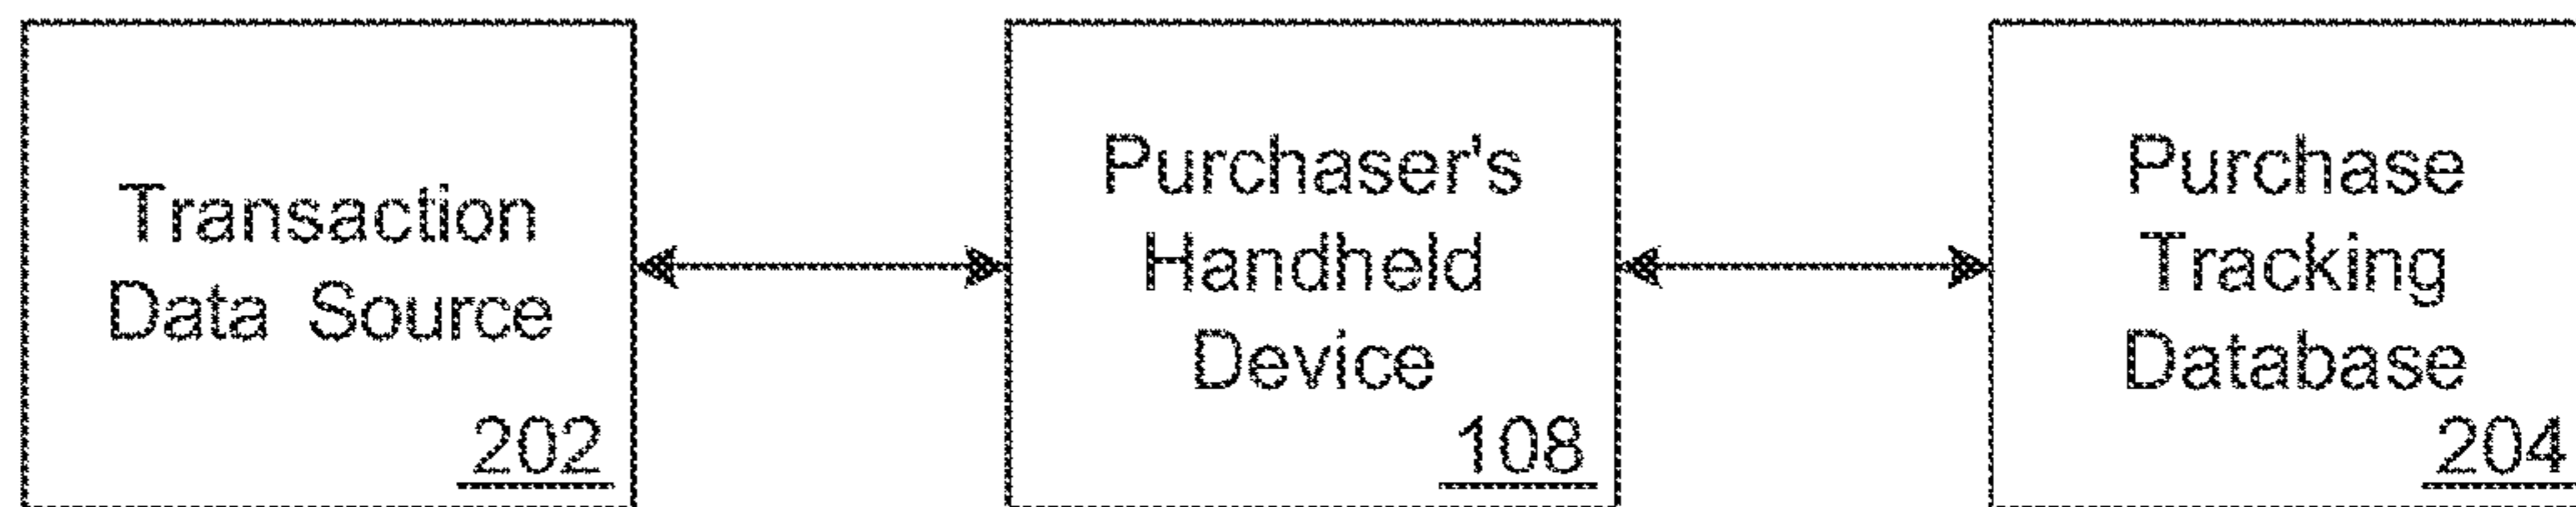 Transaction
Data Source
202
Purchaser's
Handheld
Device
108
Purchase
Tracking
Database
204